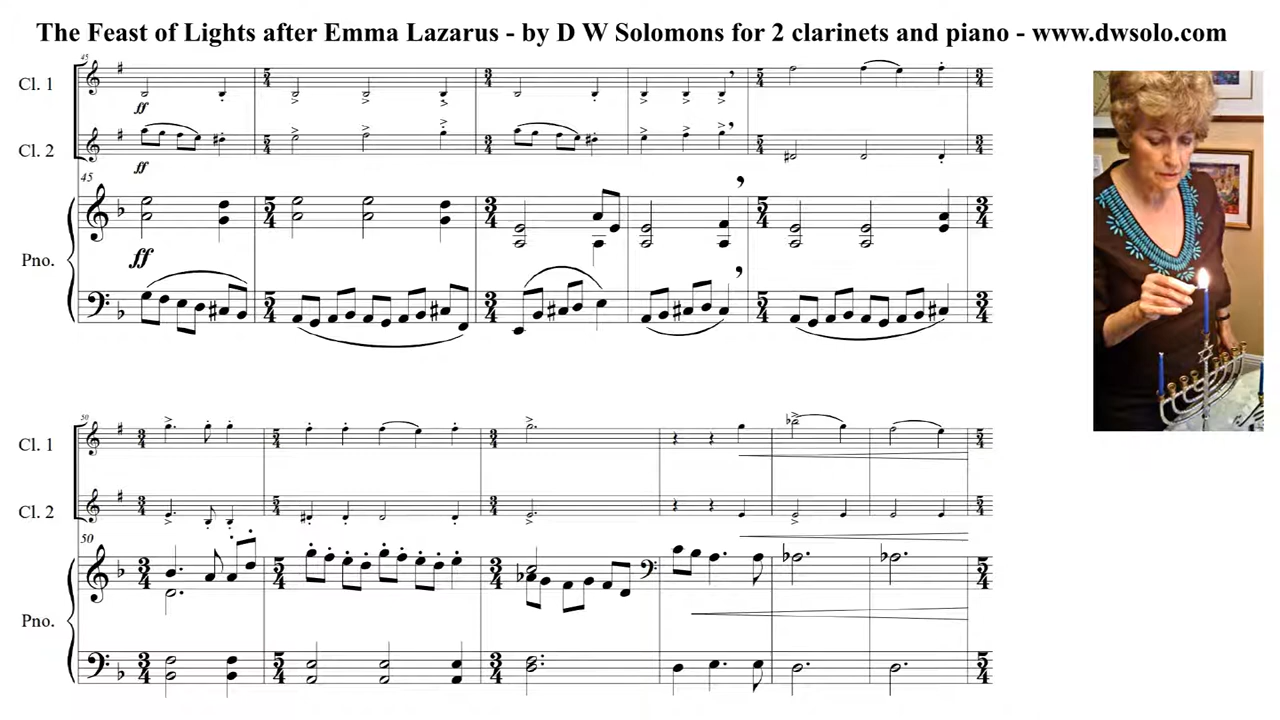 The Feast of Lights after Emma Lazarus - by D W Solomons for 2 clarinets and piano - www.dwsolo.com
45
Cl. 1
ff
Cl. 2
ff
45
Pno.
ff
50
Cl. 1
Cl. 2
50
Pno.